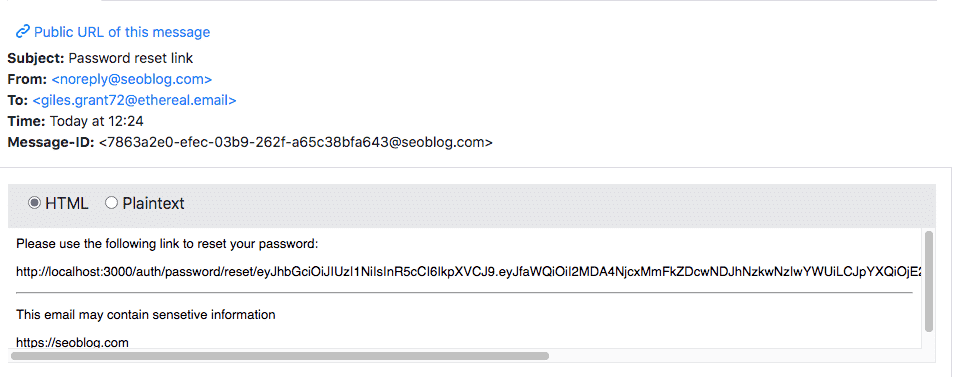 Public URL of this message
Subject: Password reset link
From: <noreply@seoblog.com>
To: <giles.grant72@ethereal.email>
Time: Today at 12:24
Message-ID: <7863a2e0-efec-03b9-262f-a65c38bfa643@seoblog.com>
HTML Plaintext
Please use the following link to reset your password:
http://localhost:3000/auth/password/reset/eyJhbGciOiJIUzI1NiIsInR5cCI6IkpXVCJ9.eyJfaWQiOiI2MDA4NjcxMmFkZDcwNDJhNzkwNzIwYWUiLCJpYXQiOjE2
This email may contain sensetive information
https://seoblog.com